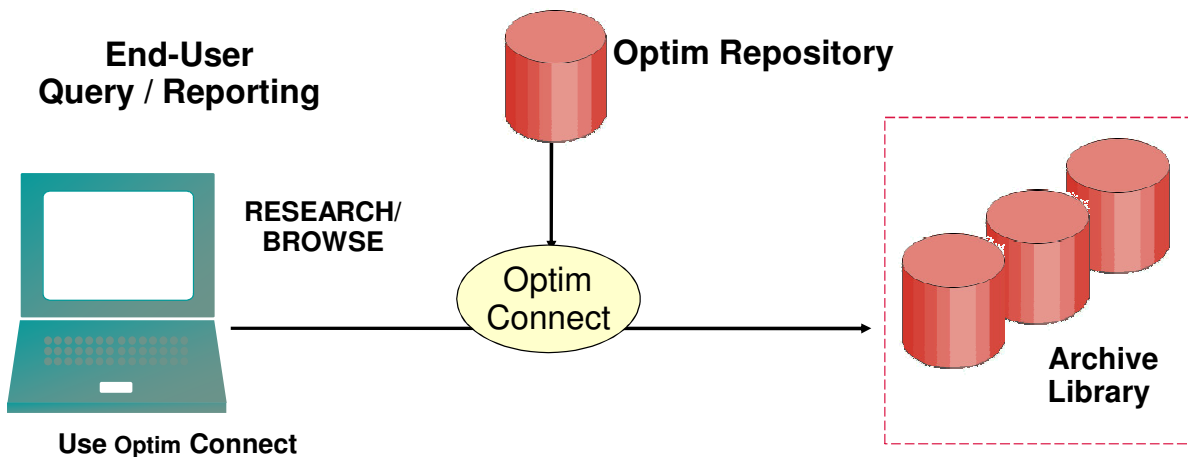 End-User
Query / Reporting
Optim Repository
RESEARCH/
BROWSE
Optim
Connect
Archive
Library
Use Optim Connect